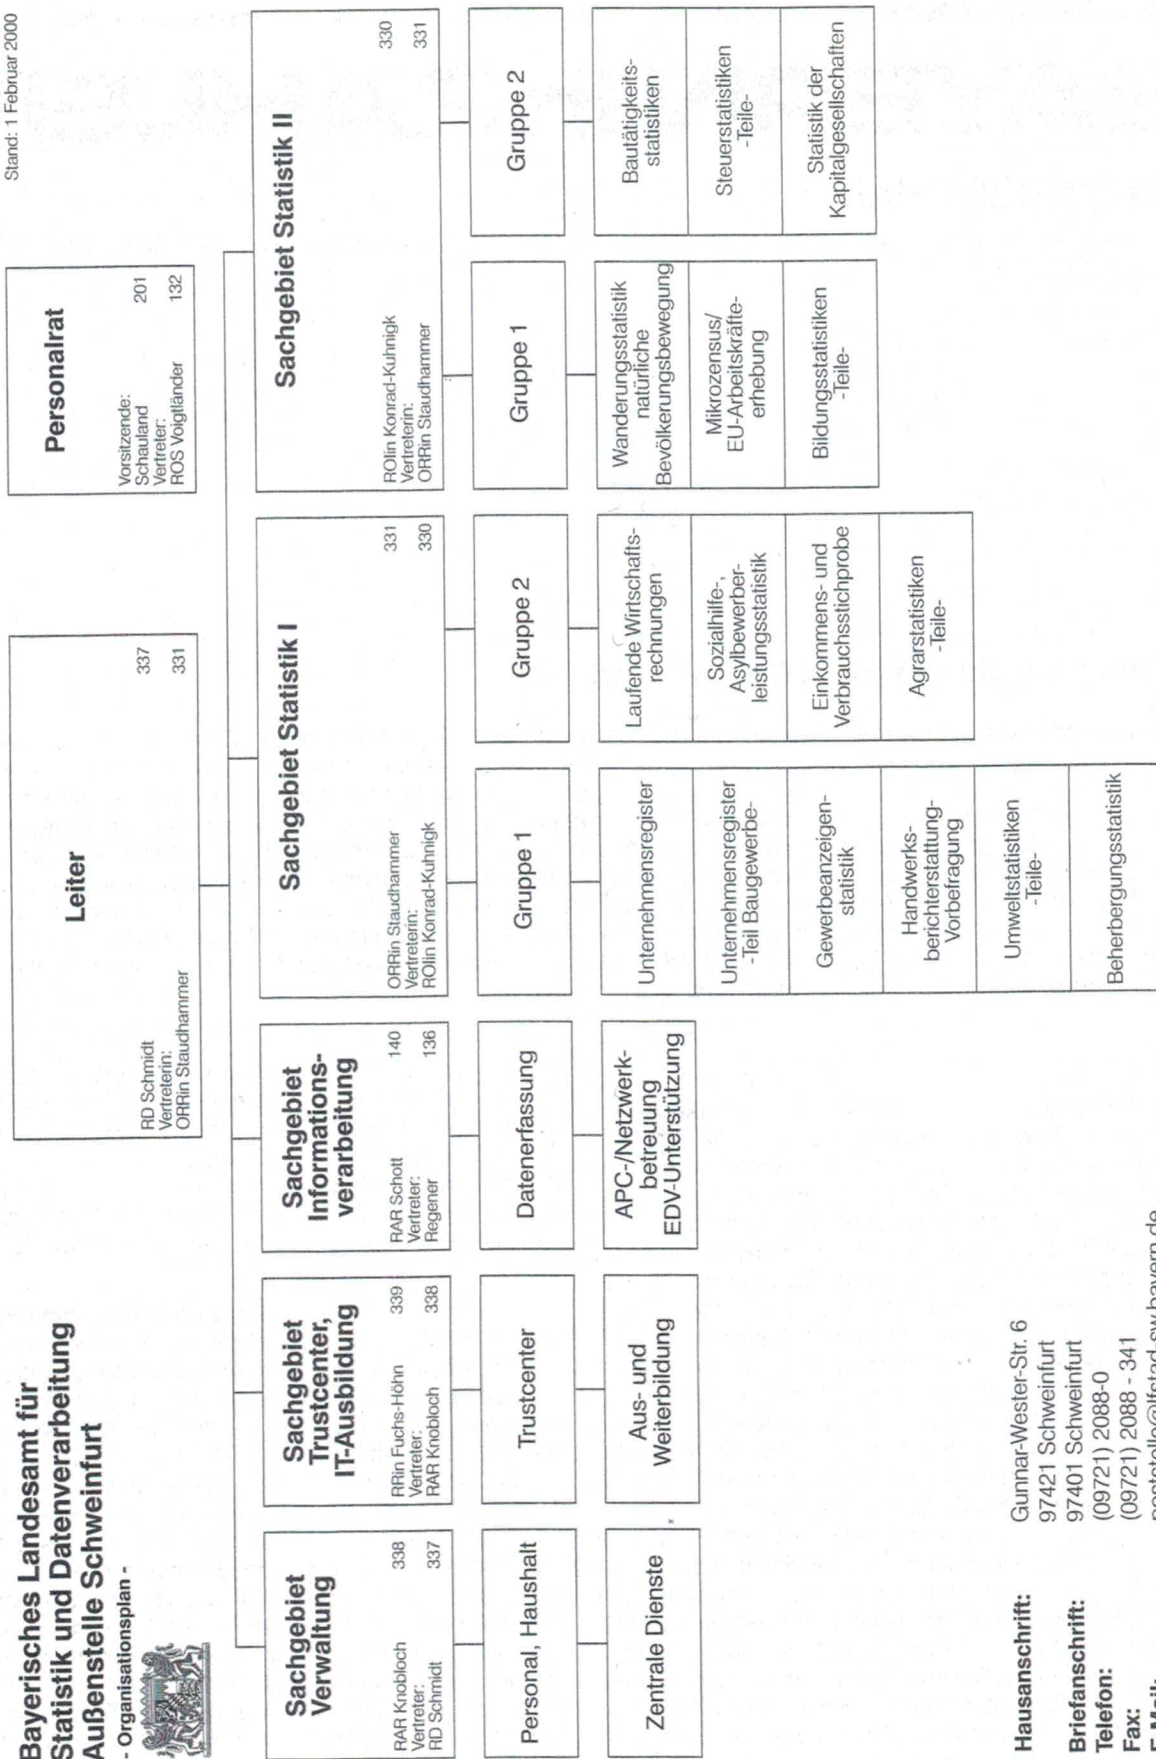 Bayerisches Landesamt für
Statistik und Datenverarbeitung
Außenstelle Schweinfurt
- Organisationsplan -
Stand: 1 Februar 2000
Leiter
RD Schmidt 337
Vertreterin:
ORRin Staudhammer 331
Personalrat
Vorsitzende:
Schauland 201
Vertreter:
ROS Voigtländer 132
Sachgebiet
Verwaltung
RAR Knobloch 338
Vertreter:
RD Schmidt 337
Personal, Haushalt
Zentrale Dienste
Sachgebiet
Trustcenter,
IT-Ausbildung
RRin Fuchs-Höhn 339
Vertreter:
RAR Knobloch 338
Trustcenter
Aus- und
Weiterbildung
Sachgebiet
Informations-
verarbeitung
RAR Schott 140
Vertreter:
Regener 136
Datenerfassung
APC-/Netzwerk-
betreuung
EDV-Unterstützung
Sachgebiet Statistik I
ORRin Staudhammer 331
Vertreterin:
ROIin Konrad-Kuhnigk 330
Gruppe 1
Unternehmensregister
Unternehmensregister
-Teil Baugewerbe-
Gewerbeanzeigen-
statistik
Handwerks-
berichterstattung-
Vorbefragung
Umweltstatistiken
-Teile-
Beherbergungsstatistik
Gruppe 2
Laufende Wirtschafts-
rechnungen
Sozialhilfe-,
Asylbewerber-
leistungsstatistik
Einkommens- und
Verbrauchsstichprobe
Agrarstatistiken
-Teile-
Sachgebiet Statistik II
ROIin Konrad-Kuhnigk 330
Vertreterin:
ORRin Staudhammer 331
Gruppe 1
Wanderungsstatistik
natürliche
Bevölkerungsbewegung
Mikrozensus/
EU-Arbeitskräfte-
erhebung
Bildungsstatistiken
-Teile-
Gruppe 2
Bautätigkeits-
statistiken
Steuerstatistiken
-Teile-
Statistik der
Kapitalgesellschaften
Hausanschrift: Gunnar-Wester-Str. 6
97421 Schweinfurt
Briefanschrift: 97401 Schweinfurt
Telefon: (09721) 2088-0
Fax: (09721) 2088 - 341
E-Mail: poststelle@lfstad-sw.bayern.de